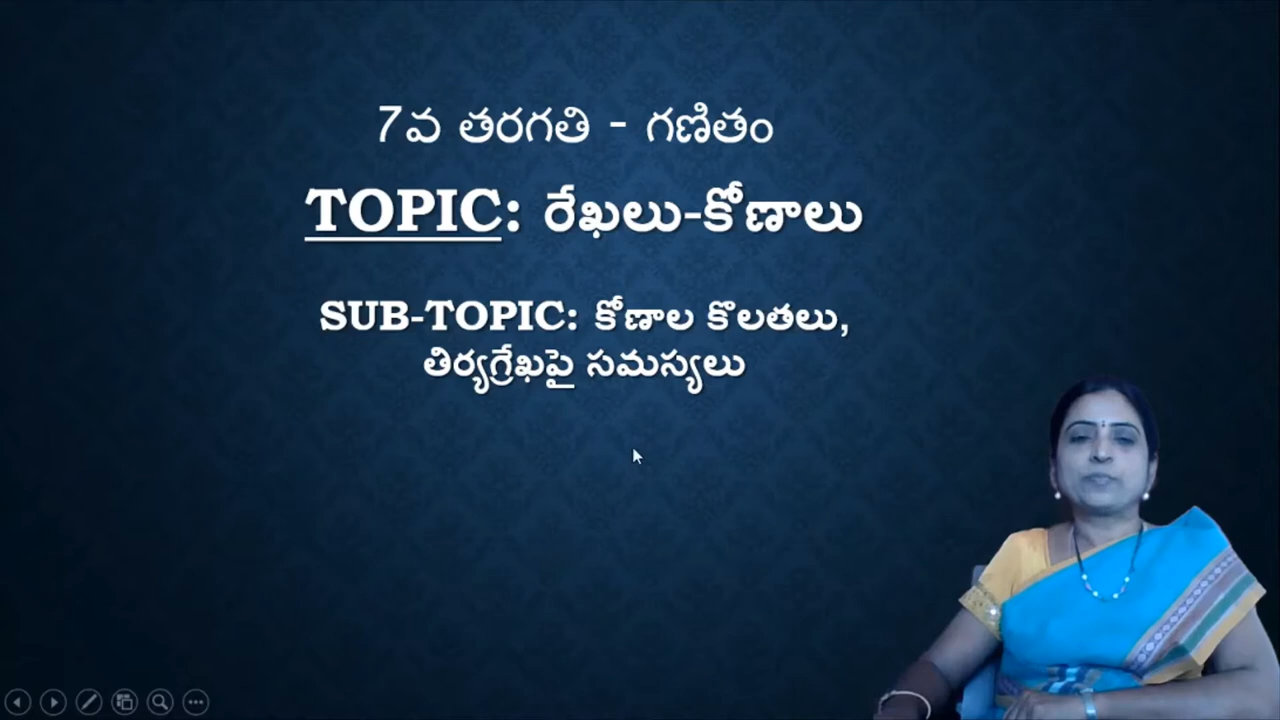 7వ తరగతి - గణితం
TOPIC: రేఖలు-కోణాలు
SUB-TOPIC: కోణాల కొలతలు,
తిర్యగ్రేఖపై సమస్యలు